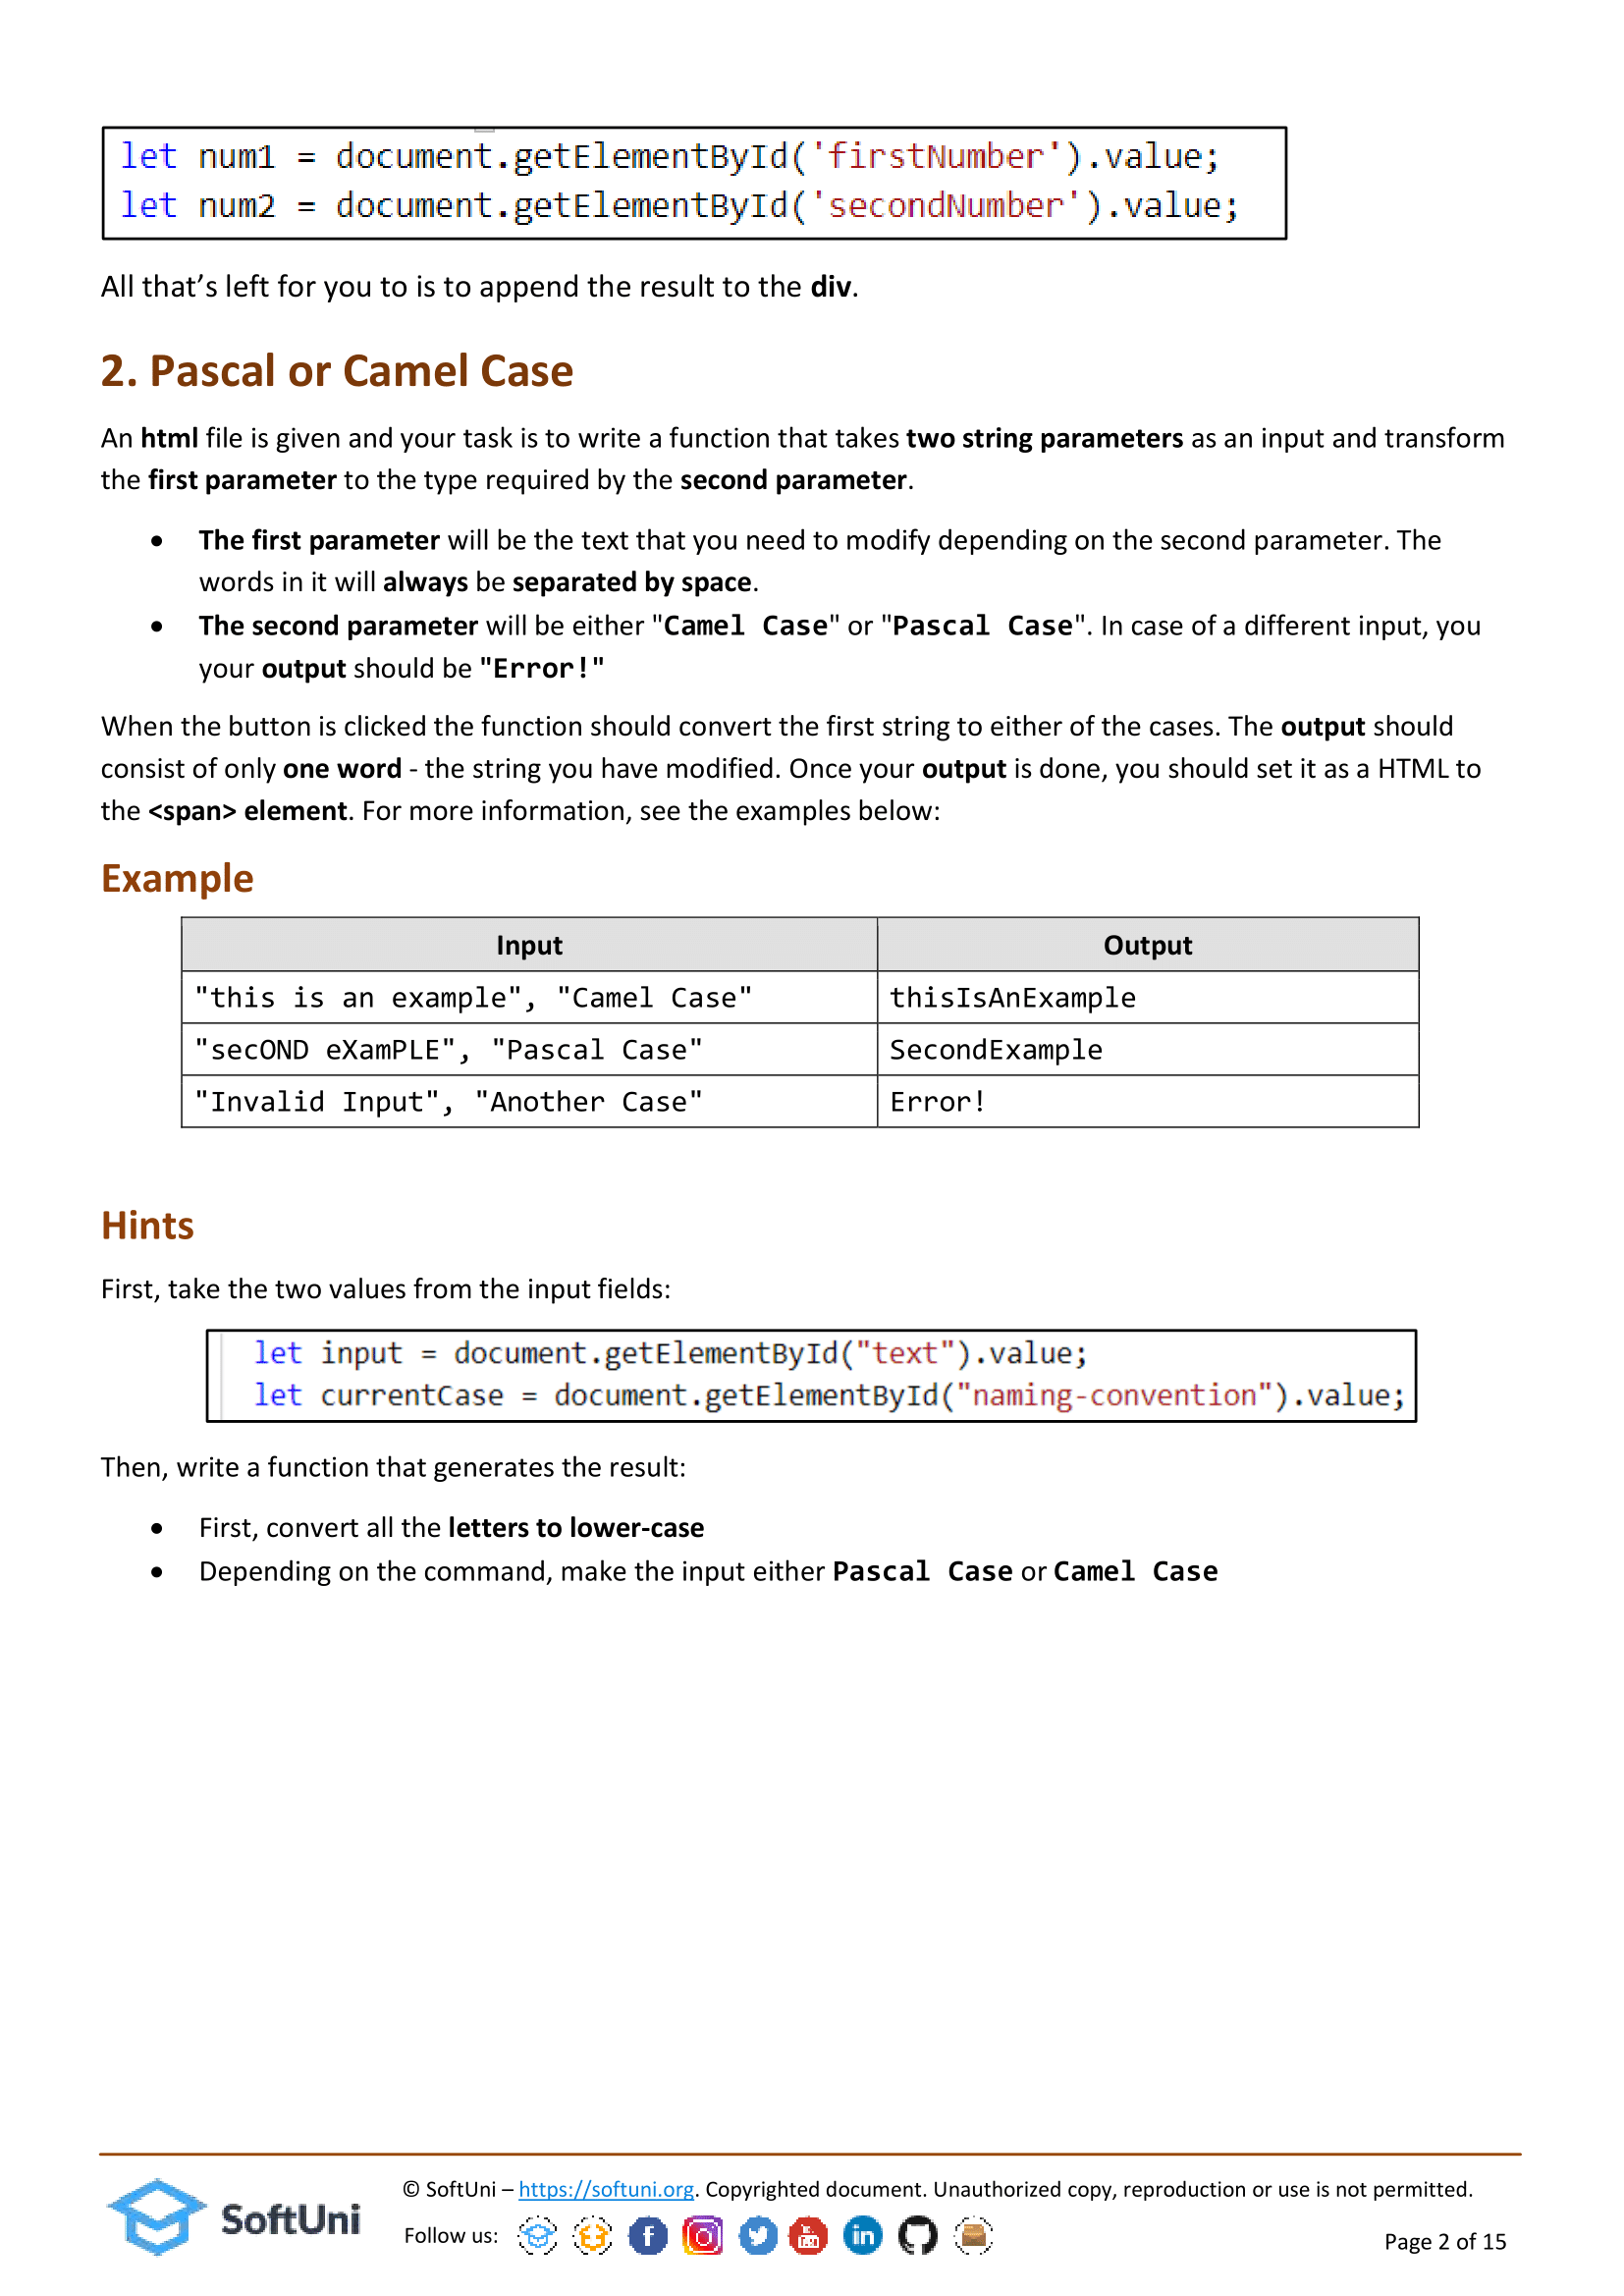 let num1 = document.getElementById('firstNumber').value;
let num2 = document.getElementById('secondNumber').value;
All that’s left for you to is to append the result to the div.
2. Pascal or Camel Case
An html file is given and your task is to write a function that takes two string parameters as an input and transform
the first parameter to the type required by the second parameter.
• The first parameter will be the text that you need to modify depending on the second parameter. The
words in it will always be separated by space.
• The second parameter will be either "Camel Case" or "Pascal Case". In case of a different input, you
your output should be "Error!"
When the button is clicked the function should convert the first string to either of the cases. The output should
consist of only one word - the string you have modified. Once your output is done, you should set it as a HTML to
the <span> element. For more information, see the examples below:
Example
Input Output
"this is an example", "Camel Case" thisIsAnExample
"secOND eXamPLE", "Pascal Case" SecondExample
"Invalid Input", "Another Case" Error!
Hints
First, take the two values from the input fields:
let input = document.getElementById("text").value;
let currentCase = document.getElementById("naming-convention").value;
Then, write a function that generates the result:
• First, convert all the letters to lower-case
• Depending on the command, make the input either Pascal Case or Camel Case
SoftUni
© SoftUni – https://softuni.org. Copyrighted document. Unauthorized copy, reproduction or use is not permitted.
Follow us:
Page 2 of 15